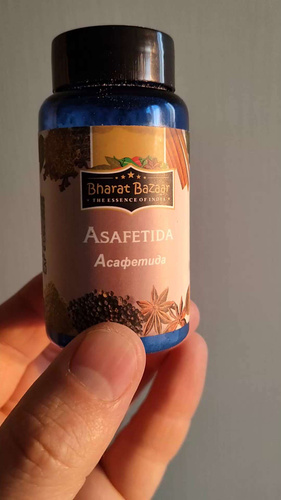 Bharat Bazaar
THE ESSENCE OF INDIA
ASAFETIDA
Асафетида